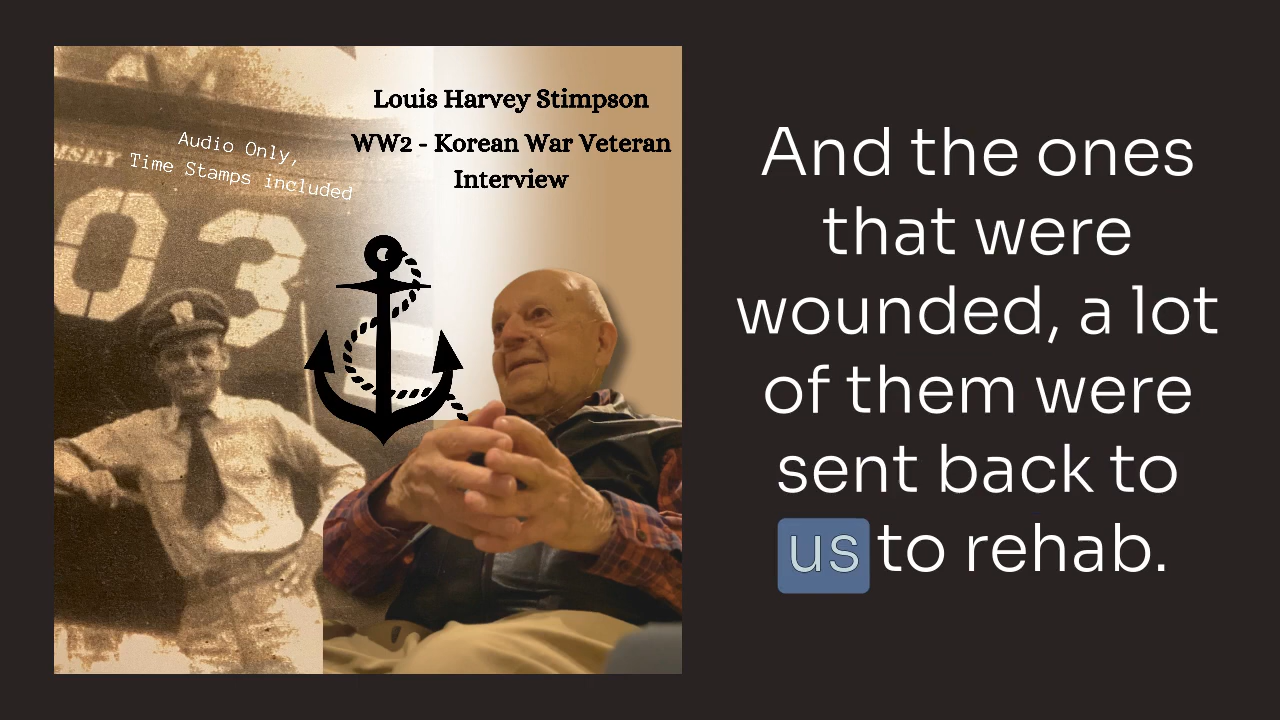 Louis Harvey Stimpson
WW2 - Korean War Veteran
Interview
Audio Only,
Time Stamps included
MSEY
03
And the ones
that were
wounded, a lot
of them were
sent back to
us to rehab.